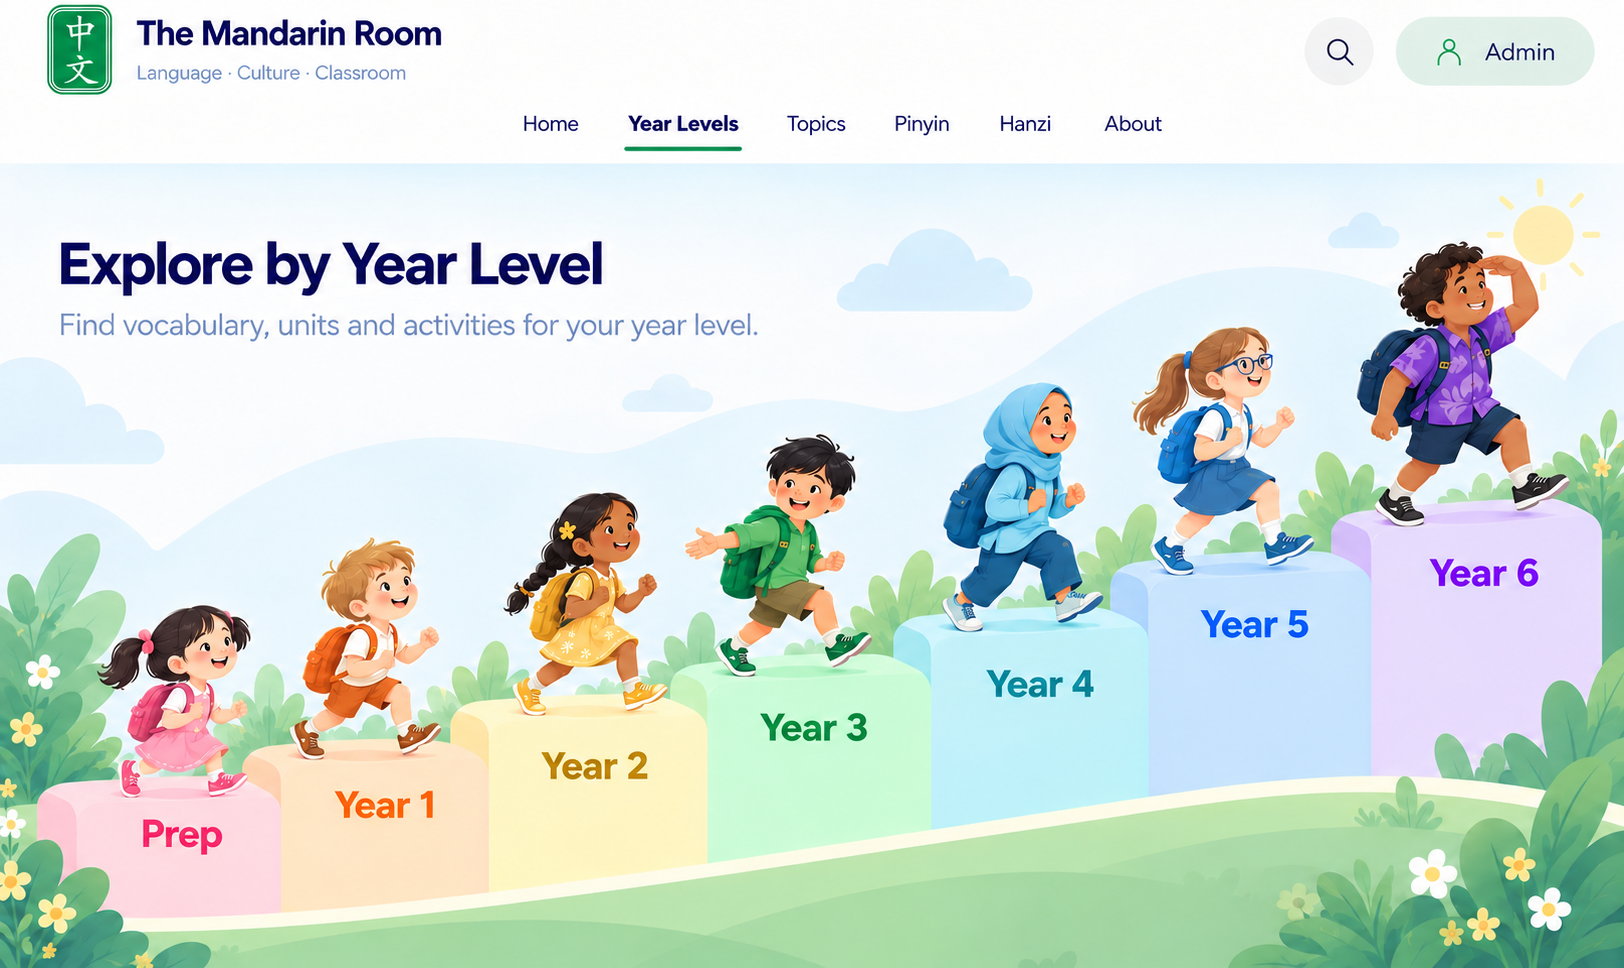 中文
The Mandarin Room
Language · Culture · Classroom
Admin
Home Year Levels Topics Pinyin Hanzi About
Explore by Year Level
Find vocabulary, units and activities for your year level.
Prep
Year 1
Year 2
Year 3
Year 4
Year 5
Year 6